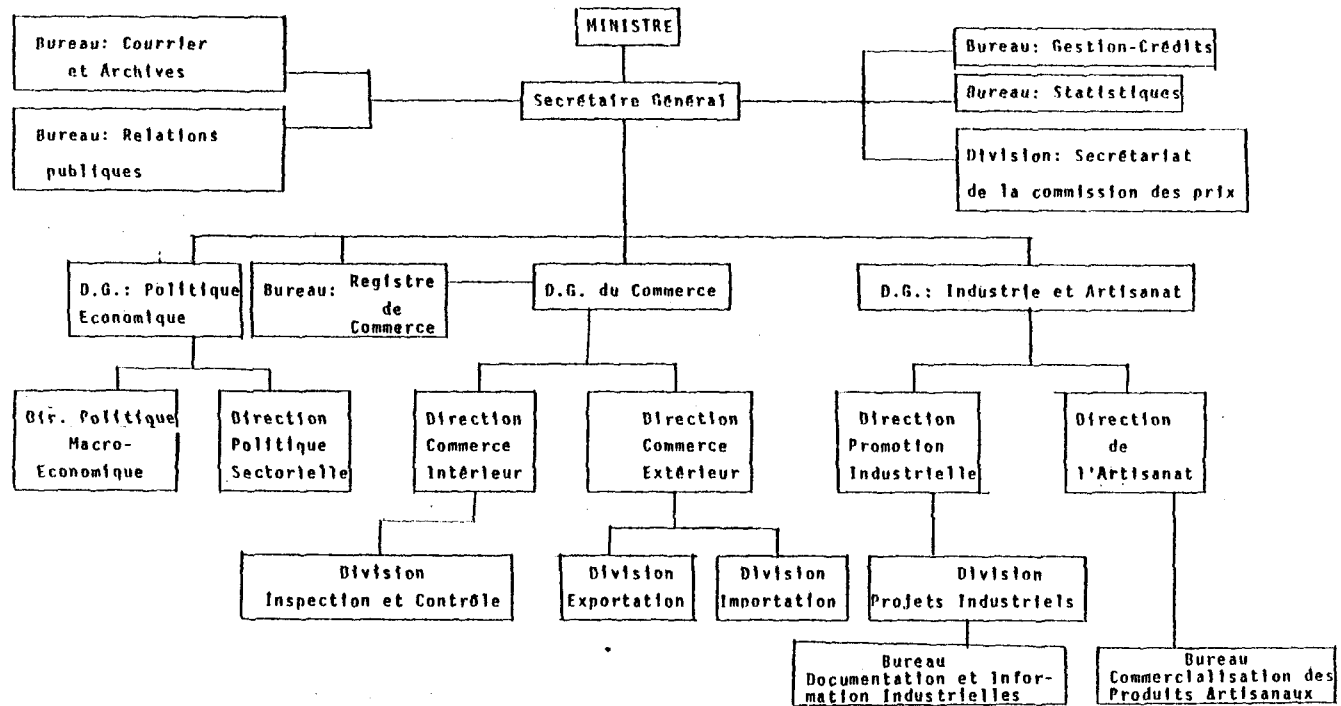 MINISTRE
Bureau: Courrier
et Archives
Bureau: Gestion-Crédits
Secrétaire Général
Bureau: Statistiques
Bureau: Relations
publiques
Division: Secrétariat
de la commission des prix
D.G.: Politique
Economique
Bureau: Registre
de
Commerce
D.G. du Commerce
D.G.: Industrie et Artisanat
Dir. Politique
Macro-
Economique
Direction
Politique
Sectorielle
Direction
Commerce
Intérieur
Direction
Commerce
Extérieur
Direction
Promotion
Industrielle
Direction
de
l'Artisanat
Division
Inspection et Contrôle
Division
Exportation
Division
Importation
Division
Projets Industriels
Bureau
Documentation et Infor-
mation Industrielles
Bureau
Commercialisation des
Produits Artisanaux